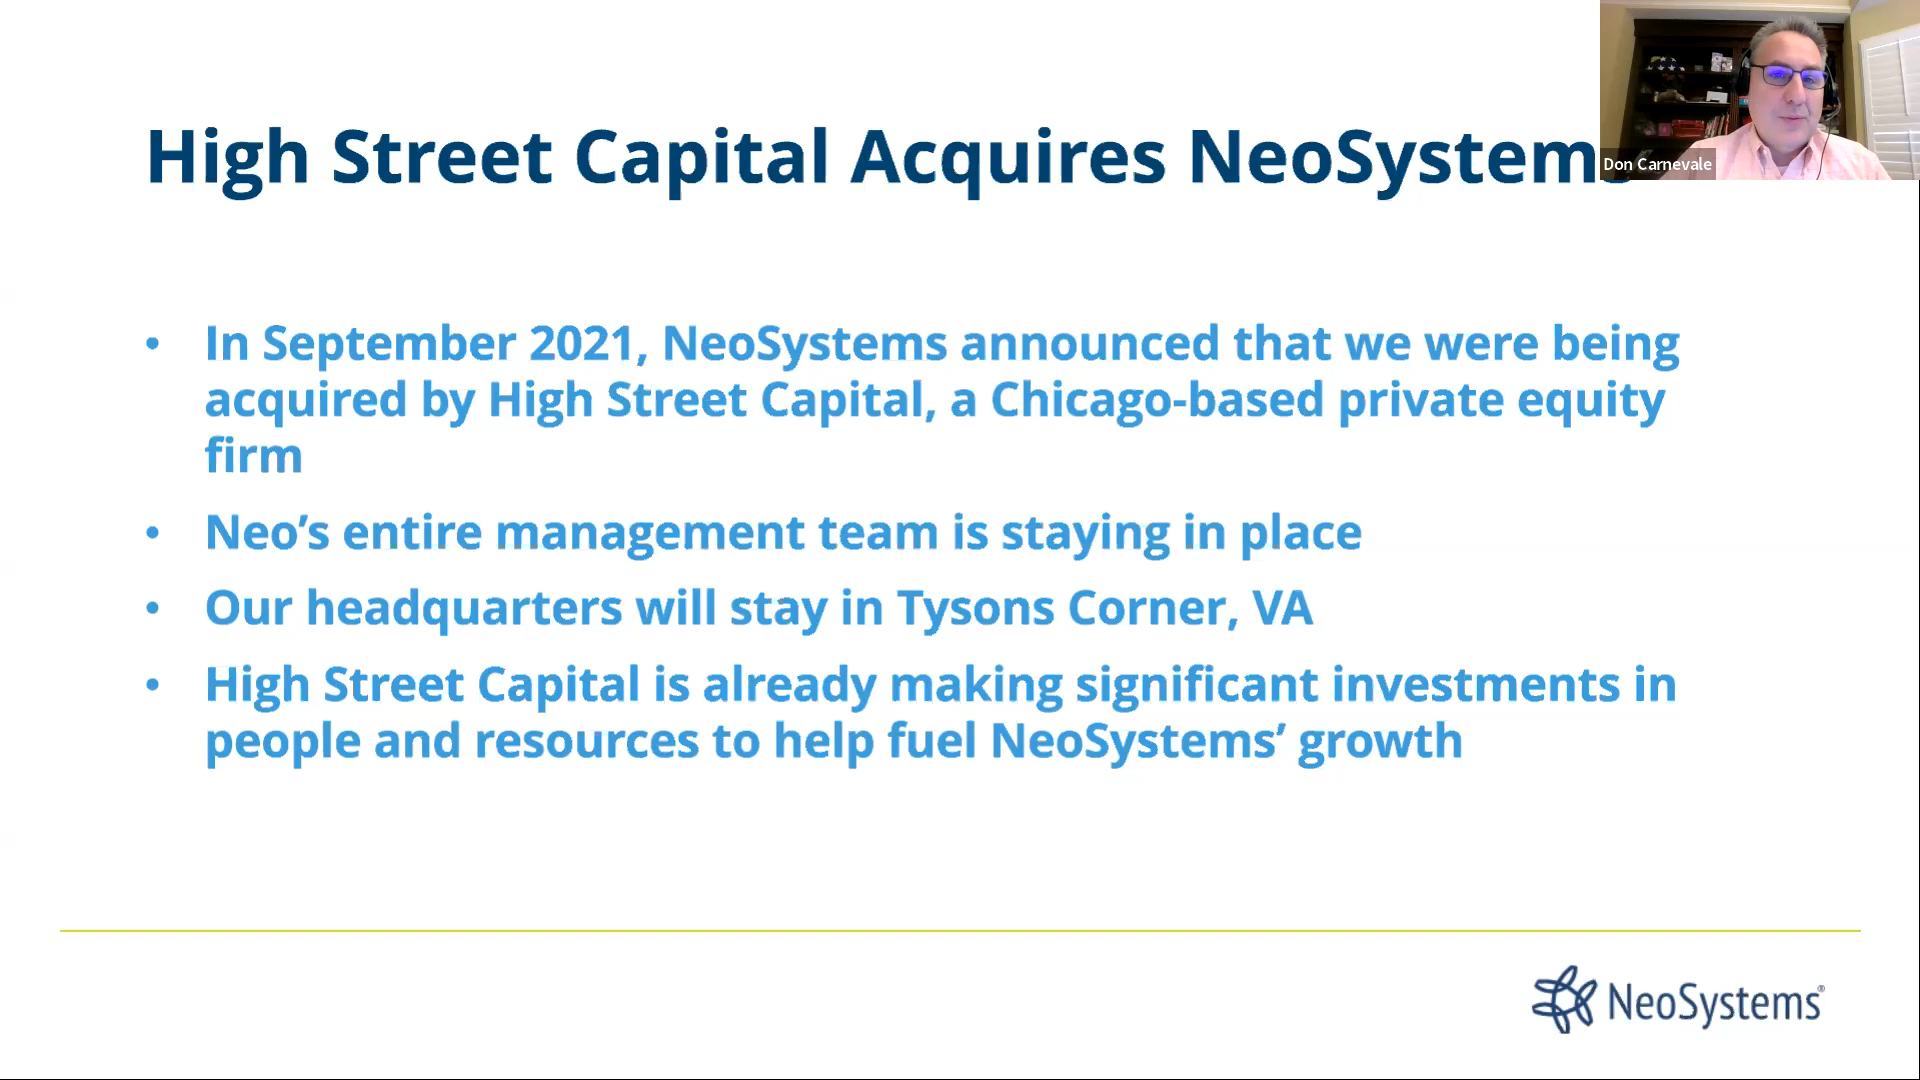 High Street Capital Acquires NeoSystems
Don Carnevale
• In September 2021, NeoSystems announced that we were being
acquired by High Street Capital, a Chicago-based private equity
firm
• Neo’s entire management team is staying in place
• Our headquarters will stay in Tysons Corner, VA
• High Street Capital is already making significant investments in
people and resources to help fuel NeoSystems’ growth
NeoSystems®